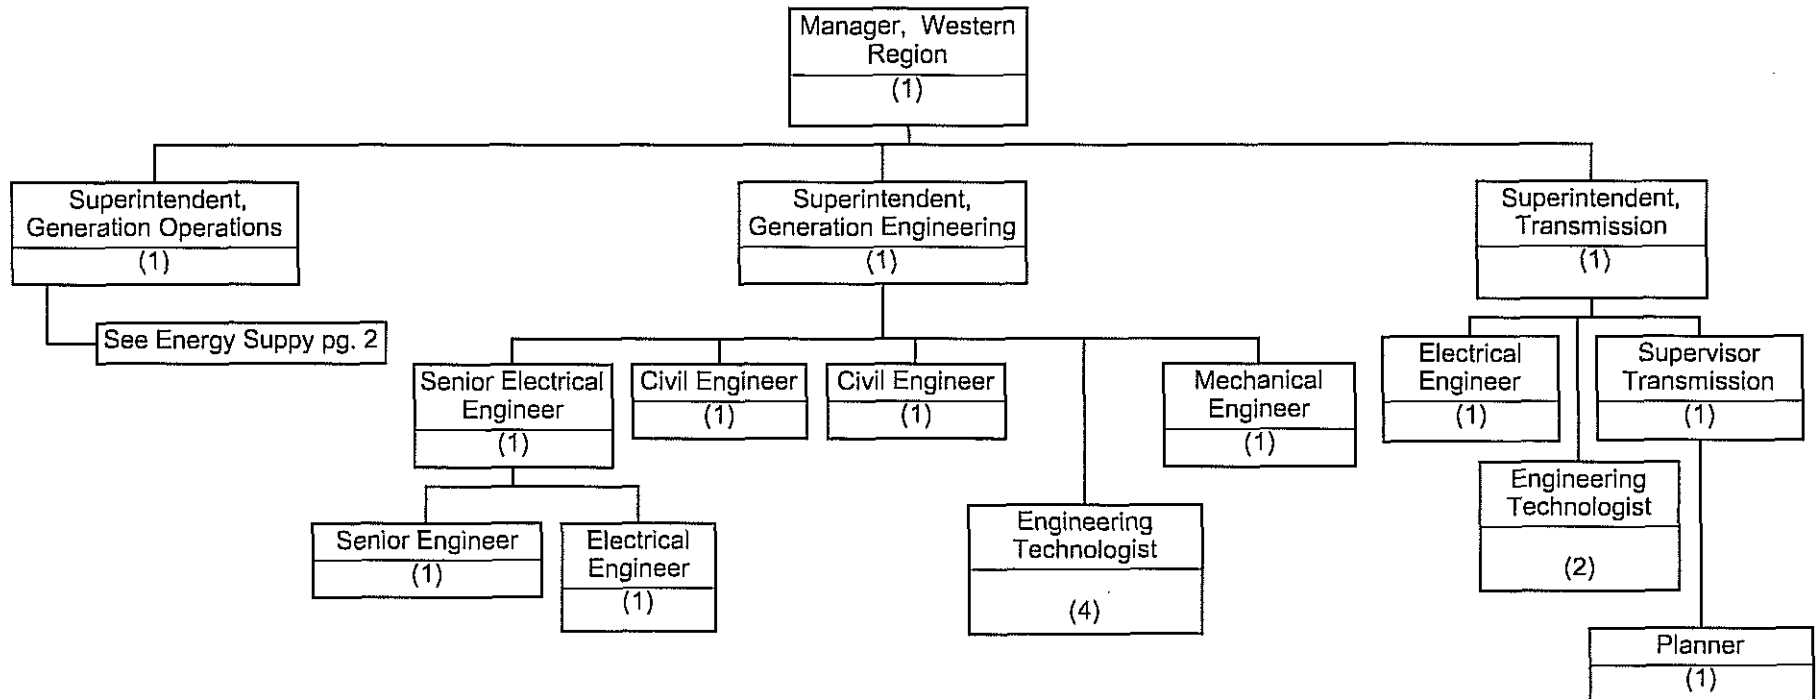 Manager, Western
Region
(1)
Superintendent,
Generation Operations
(1)
See Energy Suppy pg. 2
Superintendent,
Generation Engineering
(1)
Senior Electrical
Engineer
(1)
Senior Engineer
(1)
Electrical
Engineer
(1)
Civil Engineer
(1)
Civil Engineer
(1)
Engineering
Technologist
(4)
Mechanical
Engineer
(1)
Superintendent,
Transmission
(1)
Electrical
Engineer
(1)
Engineering
Technologist
(2)
Supervisor
Transmission
(1)
Planner
(1)